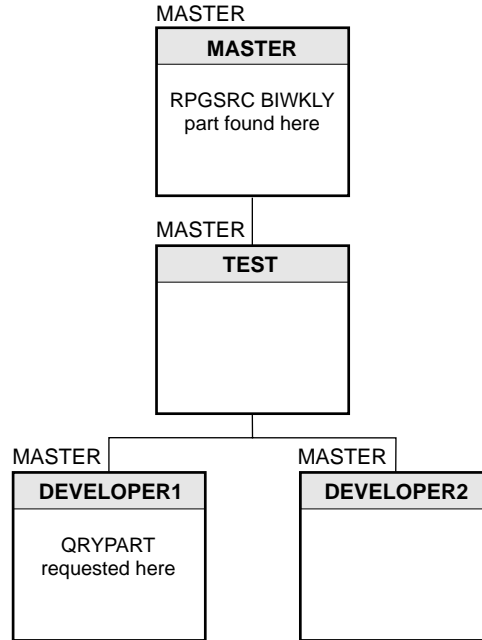 MASTER
MASTER
RPGSRC BIWKLY
part found here
MASTER
TEST
MASTER
DEVELOPER1
QRYPART
requested here
MASTER
DEVELOPER2